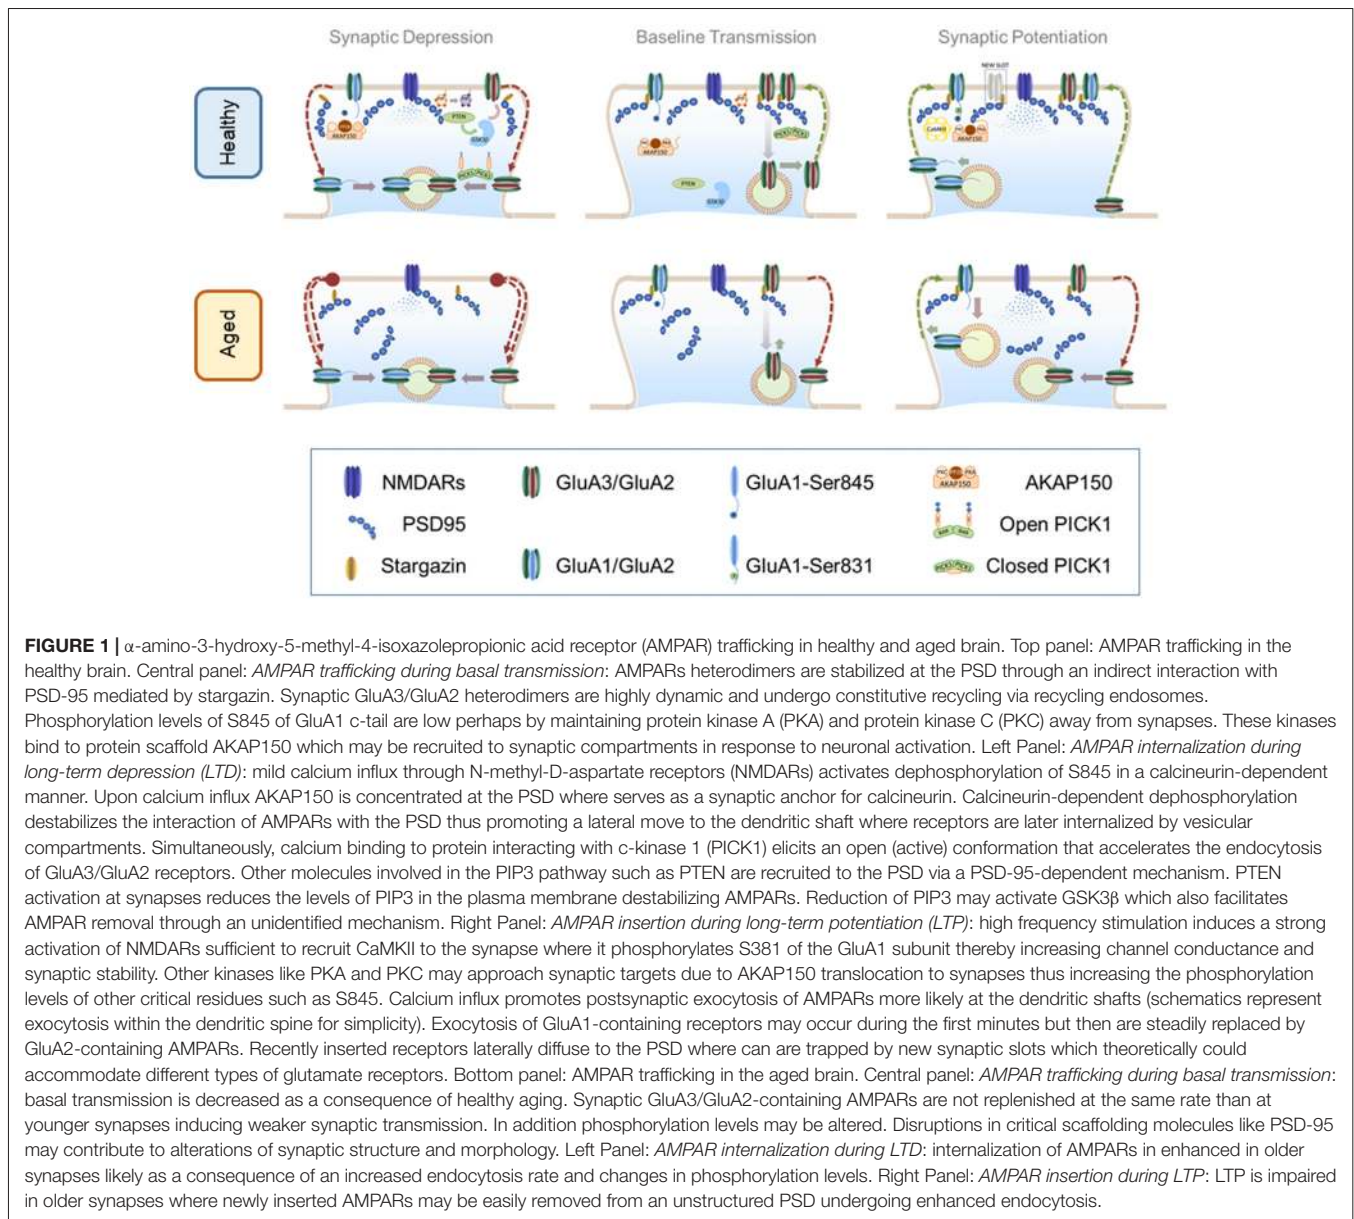 Synaptic Depression
Baseline Transmission
Synaptic Potentiation
Healthy
NEW SLOT
PTEN
GSK3β
AKAP150
PICK1 PICK1
PKC PKA
AKAP150
PICK1 PICK1
PTEN
GSK3β
CaMKII
PKC PKA
AKAP150
Aged
NMDARs
GluA3/GluA2
GluA1-Ser845
PKC PKA
AKAP150
AKAP150
PSD95
Open PICK1
Stargazin
GluA1/GluA2
GluA1-Ser831
PICK1 PICK1
Closed PICK1
FIGURE 1 | α-amino-3-hydroxy-5-methyl-4-isoxazolepropionic acid receptor (AMPAR) trafficking in healthy and aged brain. Top panel: AMPAR trafficking in the
healthy brain. Central panel: AMPAR trafficking during basal transmission: AMPARs heterodimers are stabilized at the PSD through an indirect interaction with
PSD-95 mediated by stargazin. Synaptic GluA3/GluA2 heterodimers are highly dynamic and undergo constitutive recycling via recycling endosomes.
Phosphorylation levels of S845 of GluA1 c-tail are low perhaps by maintaining protein kinase A (PKA) and protein kinase C (PKC) away from synapses. These kinases
bind to protein scaffold AKAP150 which may be recruited to synaptic compartments in response to neuronal activation. Left Panel: AMPAR internalization during
long-term depression (LTD): mild calcium influx through N-methyl-D-aspartate receptors (NMDARs) activates dephosphorylation of S845 in a calcineurin-dependent
manner. Upon calcium influx AKAP150 is concentrated at the PSD where serves as a synaptic anchor for calcineurin. Calcineurin-dependent dephosphorylation
destabilizes the interaction of AMPARs with the PSD thus promoting a lateral move to the dendritic shaft where receptors are later internalized by vesicular
compartments. Simultaneously, calcium binding to protein interacting with c-kinase 1 (PICK1) elicits an open (active) conformation that accelerates the endocytosis
of GluA3/GluA2 receptors. Other molecules involved in the PIP3 pathway such as PTEN are recruited to the PSD via a PSD-95-dependent mechanism. PTEN
activation at synapses reduces the levels of PIP3 in the plasma membrane destabilizing AMPARs. Reduction of PIP3 may activate GSK3β which also facilitates
AMPAR removal through an unidentified mechanism. Right Panel: AMPAR insertion during long-term potentiation (LTP): high frequency stimulation induces a strong
activation of NMDARs sufficient to recruit CaMKII to the synapse where it phosphorylates S381 of the GluA1 subunit thereby increasing channel conductance and
synaptic stability. Other kinases like PKA and PKC may approach synaptic targets due to AKAP150 translocation to synapses thus increasing the phosphorylation
levels of other critical residues such as S845. Calcium influx promotes postsynaptic exocytosis of AMPARs more likely at the dendritic shafts (schematics represent
exocytosis within the dendritic spine for simplicity). Exocytosis of GluA1-containing receptors may occur during the first minutes but then are steadily replaced by
GluA2-containing AMPARs. Recently inserted receptors laterally diffuse to the PSD where can are trapped by new synaptic slots which theoretically could
accommodate different types of glutamate receptors. Bottom panel: AMPAR trafficking in the aged brain. Central panel: AMPAR trafficking during basal transmission:
basal transmission is decreased as a consequence of healthy aging. Synaptic GluA3/GluA2-containing AMPARs are not replenished at the same rate than at
younger synapses inducing weaker synaptic transmission. In addition phosphorylation levels may be altered. Disruptions in critical scaffolding molecules like PSD-95
may contribute to alterations of synaptic structure and morphology. Left Panel: AMPAR internalization during LTD: internalization of AMPARs in enhanced in older
synapses likely as a consequence of an increased endocytosis rate and changes in phosphorylation levels. Right Panel: AMPAR insertion during LTP: LTP is impaired
in older synapses where newly inserted AMPARs may be easily removed from an unstructured PSD undergoing enhanced endocytosis.